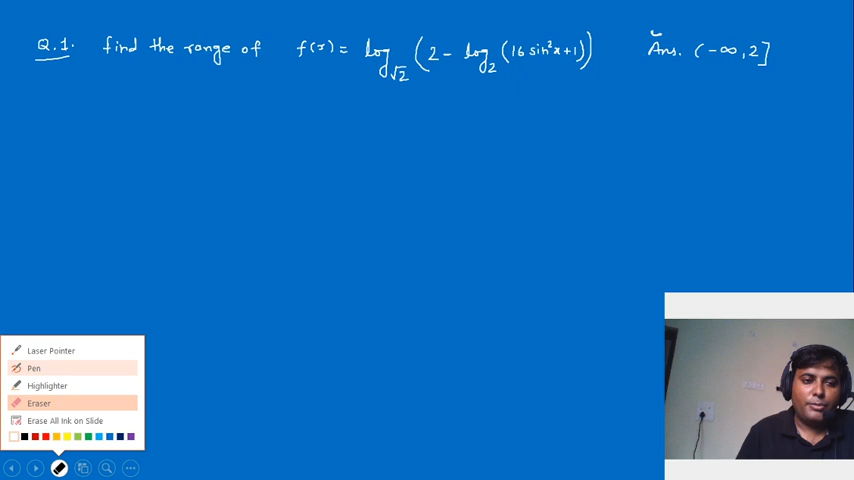 Q.1. find the range of f(x) = log√2 (2 - log2 (16 sin²x+1)) Ans. (-∞, 2]
Laser Pointer
Pen
Highlighter
Eraser
Erase All Ink on Slide